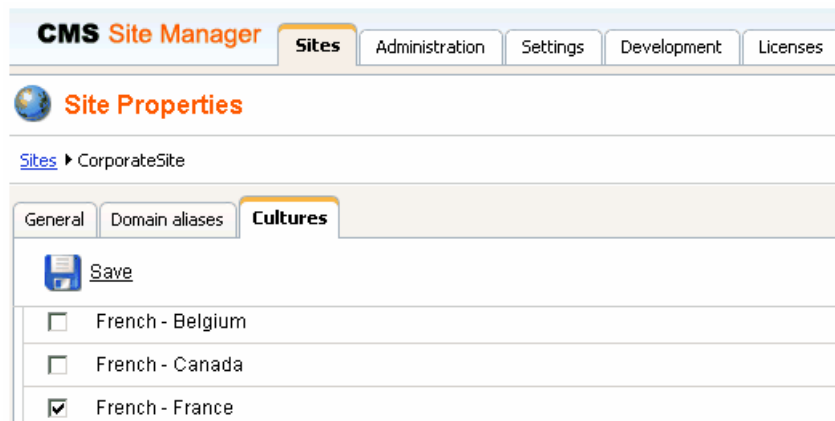 CMS Site Manager Sites Administration Settings Development Licenses
Site Properties
Sites CorporateSite
General Domain aliases Cultures
Save
French - Belgium
French - Canada
French - France